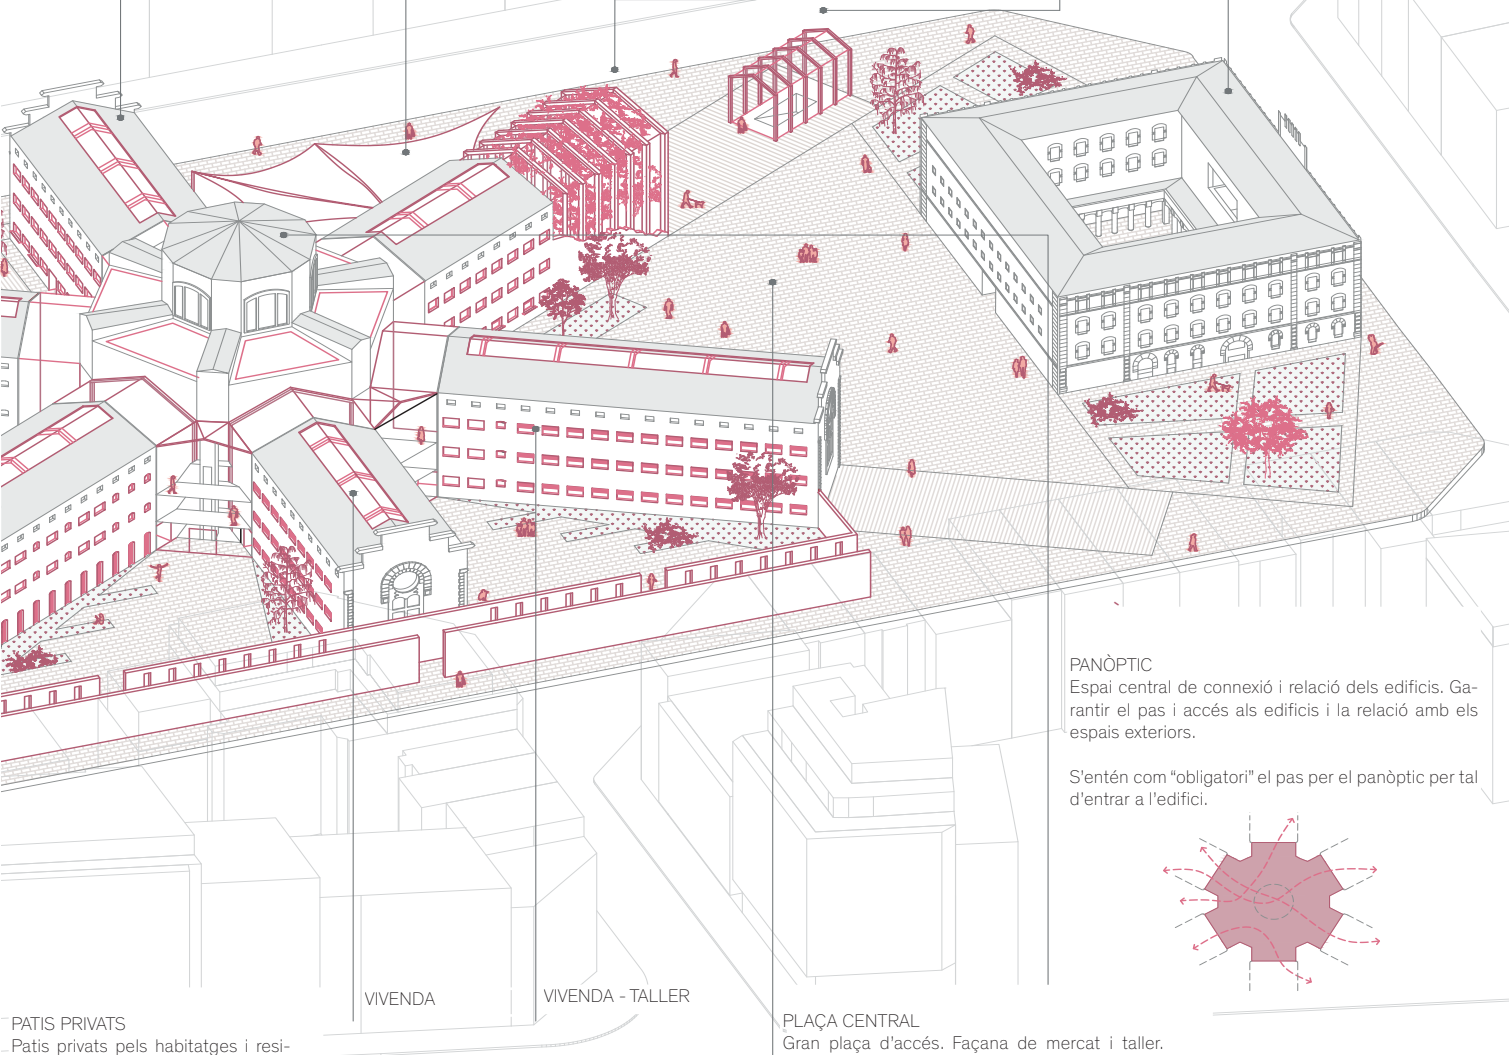 PANÒPTIC
Espai central de connexió i relació dels edificis. Ga-
rantir el pas i accés als edificis i la relació amb els
espais exteriors.
S'entén com “obligatori” el pas per el panòptic per tal
d'entrar a l'edifici.
VIVENDA
VIVENDA - TALLER
PATIS PRIVATS
Patis privats pels habitatges i resi-
PLAÇA CENTRAL
Gran plaça d'accés. Façana de mercat i taller.